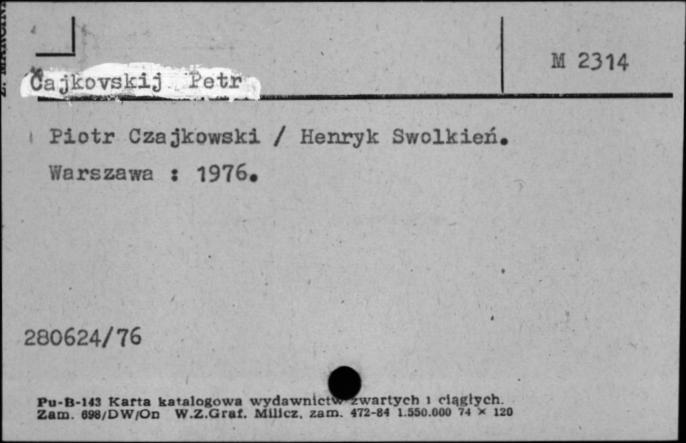 M 2314
Čajkovskij Petr
Piotr Czajkowski / Henryk Swolkień.
Warszawa : 1976.
280624/76
Pu-B-143 Karta katalogowa wydawnictw zwartych i ciągłych.
Zam. 698/DW/On W.Z.Graf. Milicz, zam. 472-84 1.550.000 74 × 120